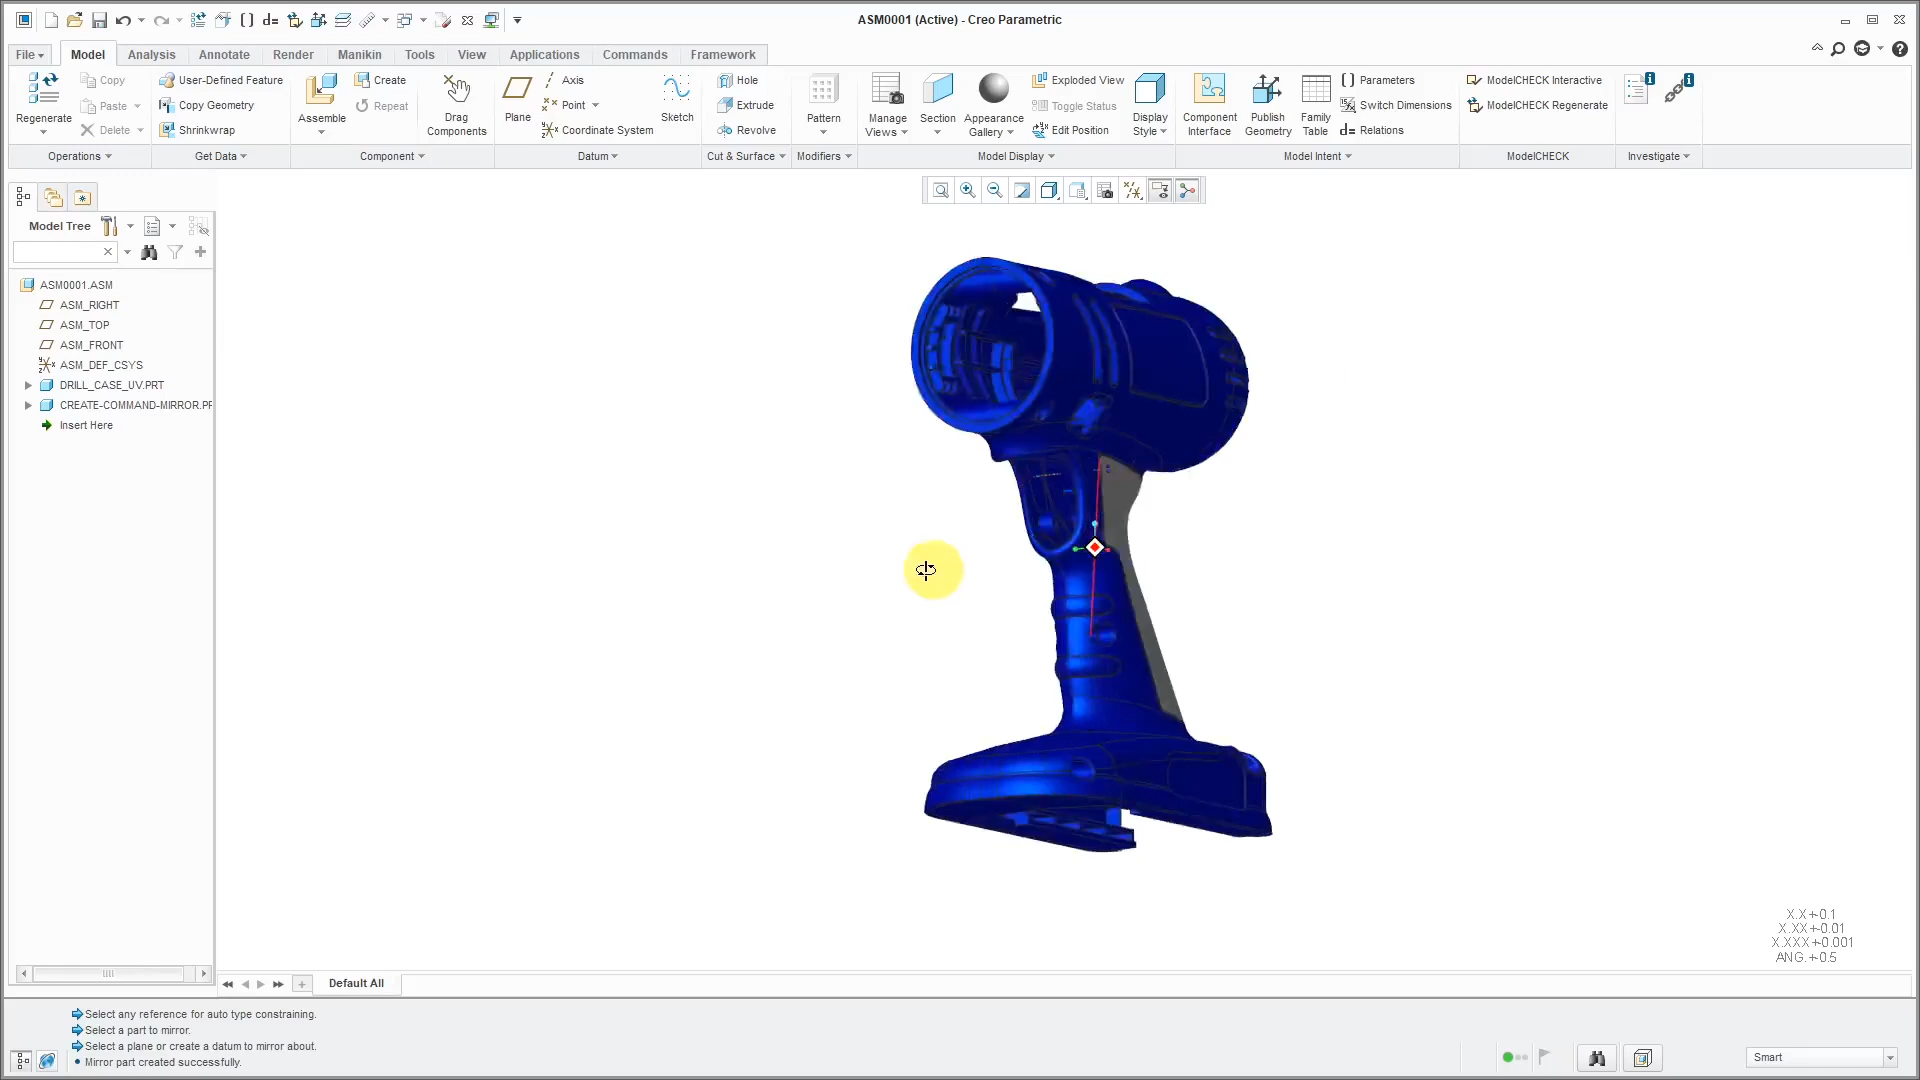 ASM0001 (Active) - Creo Parametric
File Model Analysis Annotate Render Manikin Tools View Applications Commands Framework
Regenerate
Copy
Paste
Delete
Operations
User-Defined Feature
Copy Geometry
Shrinkwrap
Get Data
Assemble
Create
Repeat
Drag Components
Component
Plane
Axis
Point
Coordinate System
Sketch
Datum
Hole
Extrude
Revolve
Cut & Surface
Pattern
Modifiers
Manage Views
Section
Appearance Gallery
Exploded View
Toggle Status
Edit Position
Display Style
Model Display
Component Interface
Publish Geometry
Family Table
Parameters
Switch Dimensions
d= Relations
Model Intent
ModelCHECK Interactive
ModelCHECK Regenerate
ModelCHECK
Investigate
Model Tree
ASM0001.ASM
ASM_RIGHT
ASM_TOP
ASM_FRONT
ASM_DEF_CSYS
DRILL_CASE_UV.PRT
CREATE-COMMAND-MIRROR.PF
Insert Here
X.X+-0.1
X.XX+-0.01
X.XXX+-0.001
ANG.+-0.5
Default All
Select any reference for auto type constraining.
Select a part to mirror.
Select a plane or create a datum to mirror about.
Mirror part created successfully.
Smart